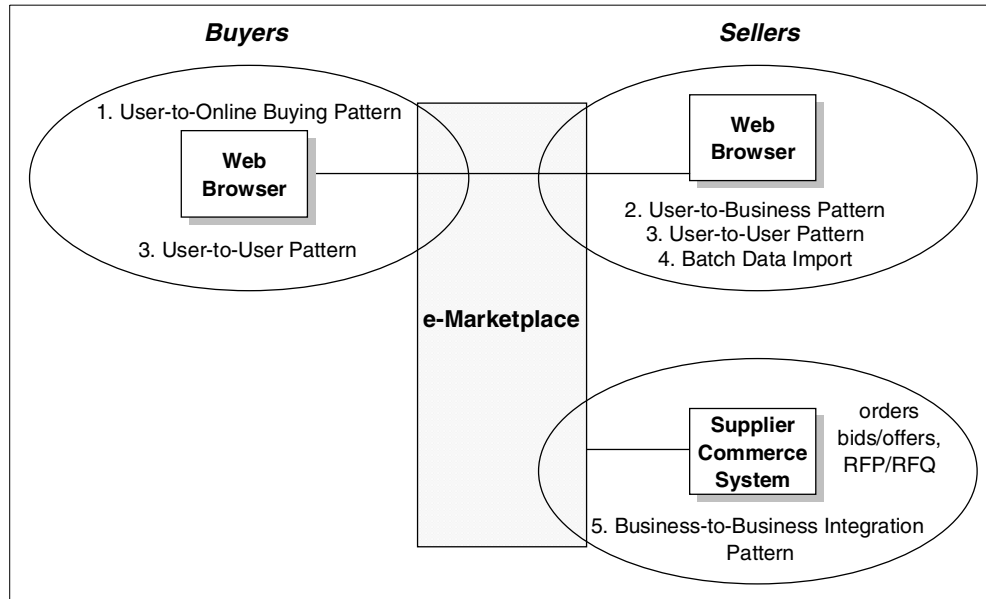 Buyers
Sellers
1. User-to-Online Buying Pattern
Web
Browser
3. User-to-User Pattern
Web
Browser
2. User-to-Business Pattern
3. User-to-User Pattern
4. Batch Data Import
e-Marketplace
Supplier
Commerce
System
orders
bids/offers,
RFP/RFQ
5. Business-to-Business Integration
Pattern